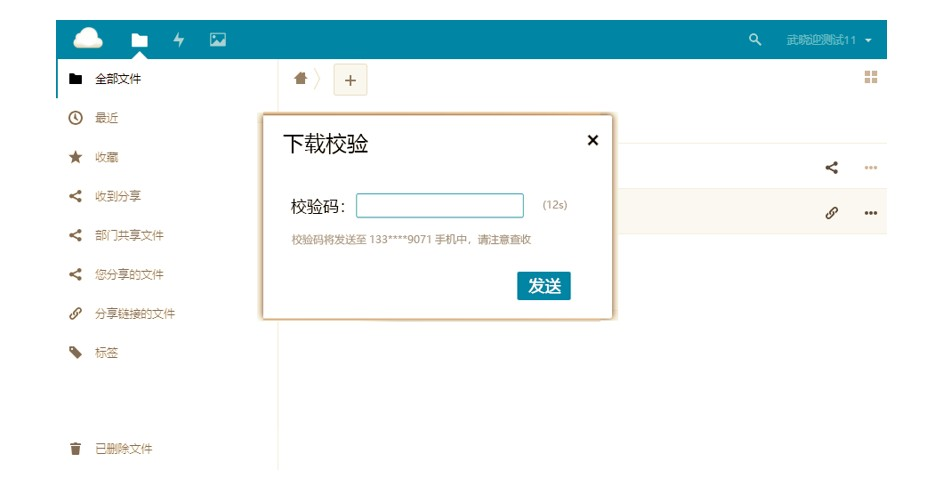 武晓迎测试11
全部文件
最近
收藏
收到分享
部门共享文件
您分享的文件
分享链接的文件
标签
已删除文件
+
下载校验
×
校验码：
(12s)
校验码将发送至 133****9071 手机中，请注意查收
发送